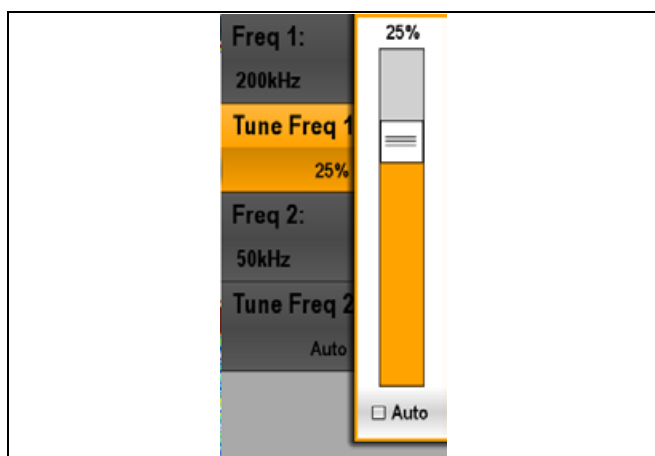 Freq 1:
200kHz
Tune Freq 1
25%
Freq 2:
50kHz
Tune Freq 2
Auto
25%
Auto